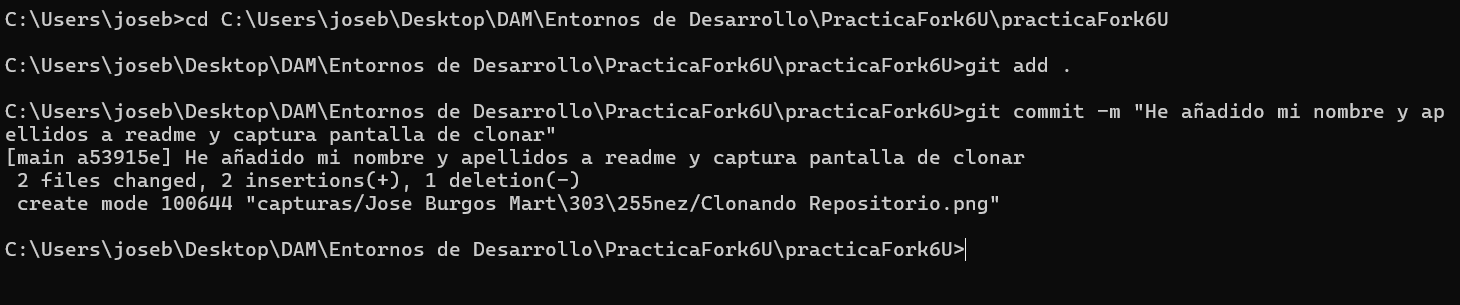 C:\Users\joseb>cd C:\Users\joseb\Desktop\DAM\Entornos de Desarrollo\PracticaFork6U\practicaFork6U
C:\Users\joseb\Desktop\DAM\Entornos de Desarrollo\PracticaFork6U\practicaFork6U>git add .
C:\Users\joseb\Desktop\DAM\Entornos de Desarrollo\PracticaFork6U\practicaFork6U>git commit -m "He añadido mi nombre y ap
ellidos a readme y captura pantalla de clonar"
[main a53915e] He añadido mi nombre y apellidos a readme y captura pantalla de clonar
 2 files changed, 2 insertions(+), 1 deletion(-)
 create mode 100644 "capturas/Jose Burgos Mart\303\255nez/Clonando Repositorio.png"
C:\Users\joseb\Desktop\DAM\Entornos de Desarrollo\PracticaFork6U\practicaFork6U>